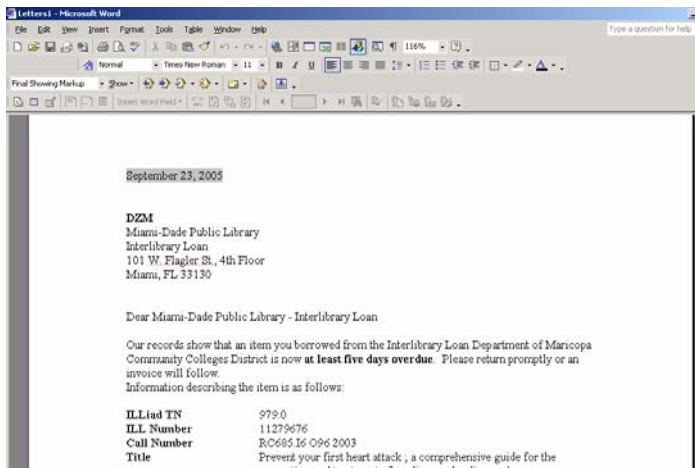 Letters1 - Microsoft Word
File Edit View Insert Format Tools Table Window Help
Type a question for help
116%
Normal Times New Roman 11 B I U
Final Showing Markup Show
Insert Word Field
September 23, 2005
DZM
Miami-Dade Public Library
Interlibrary Loan
101 W. Flagler St., 4th Floor
Miami, FL 33130
Dear Miami-Dade Public Library - Interlibrary Loan
Our records show that an item you borrowed from the Interlibrary Loan Department of Maricopa
Community Colleges District is now at least five days overdue. Please return promptly or an
invoice will follow.
Information describing the item is as follows:
ILLiad TN 979.0
ILL Number 11279676
Call Number RC685.I6 O96 2003
Title Prevent your first heart attack ; a comprehensive guide for the